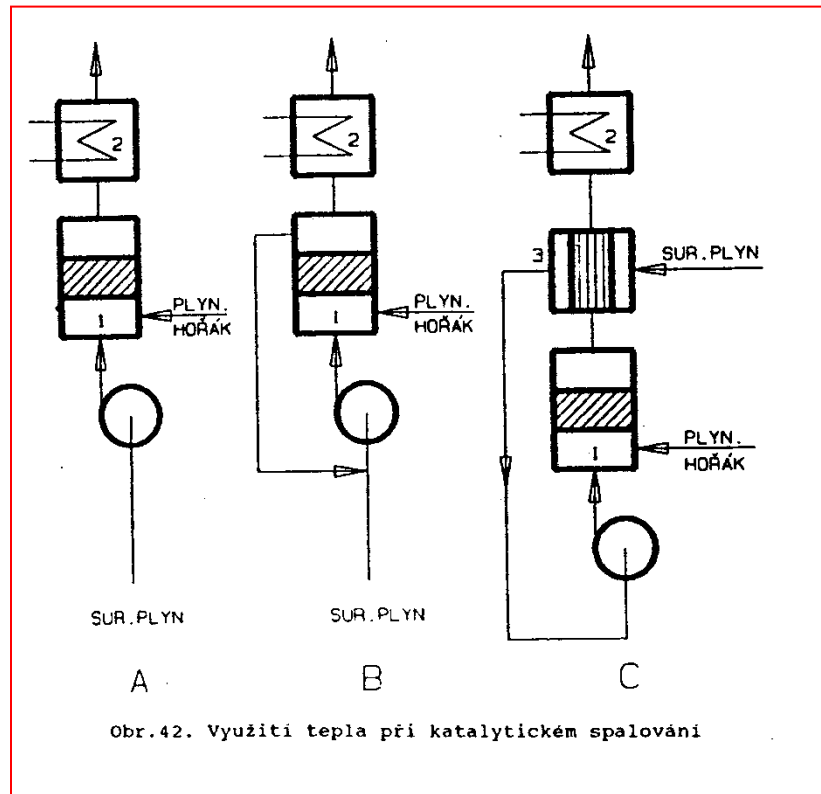 2
2
2
3
SUR.PLYN
PLYN.
HOŘÁK
1
PLYN.
HOŘÁK
1
PLYN.
HOŘÁK
1
SUR.PLYN
SUR.PLYN
A
B
C
Obr.42. Využití tepla při katalytickém spalování